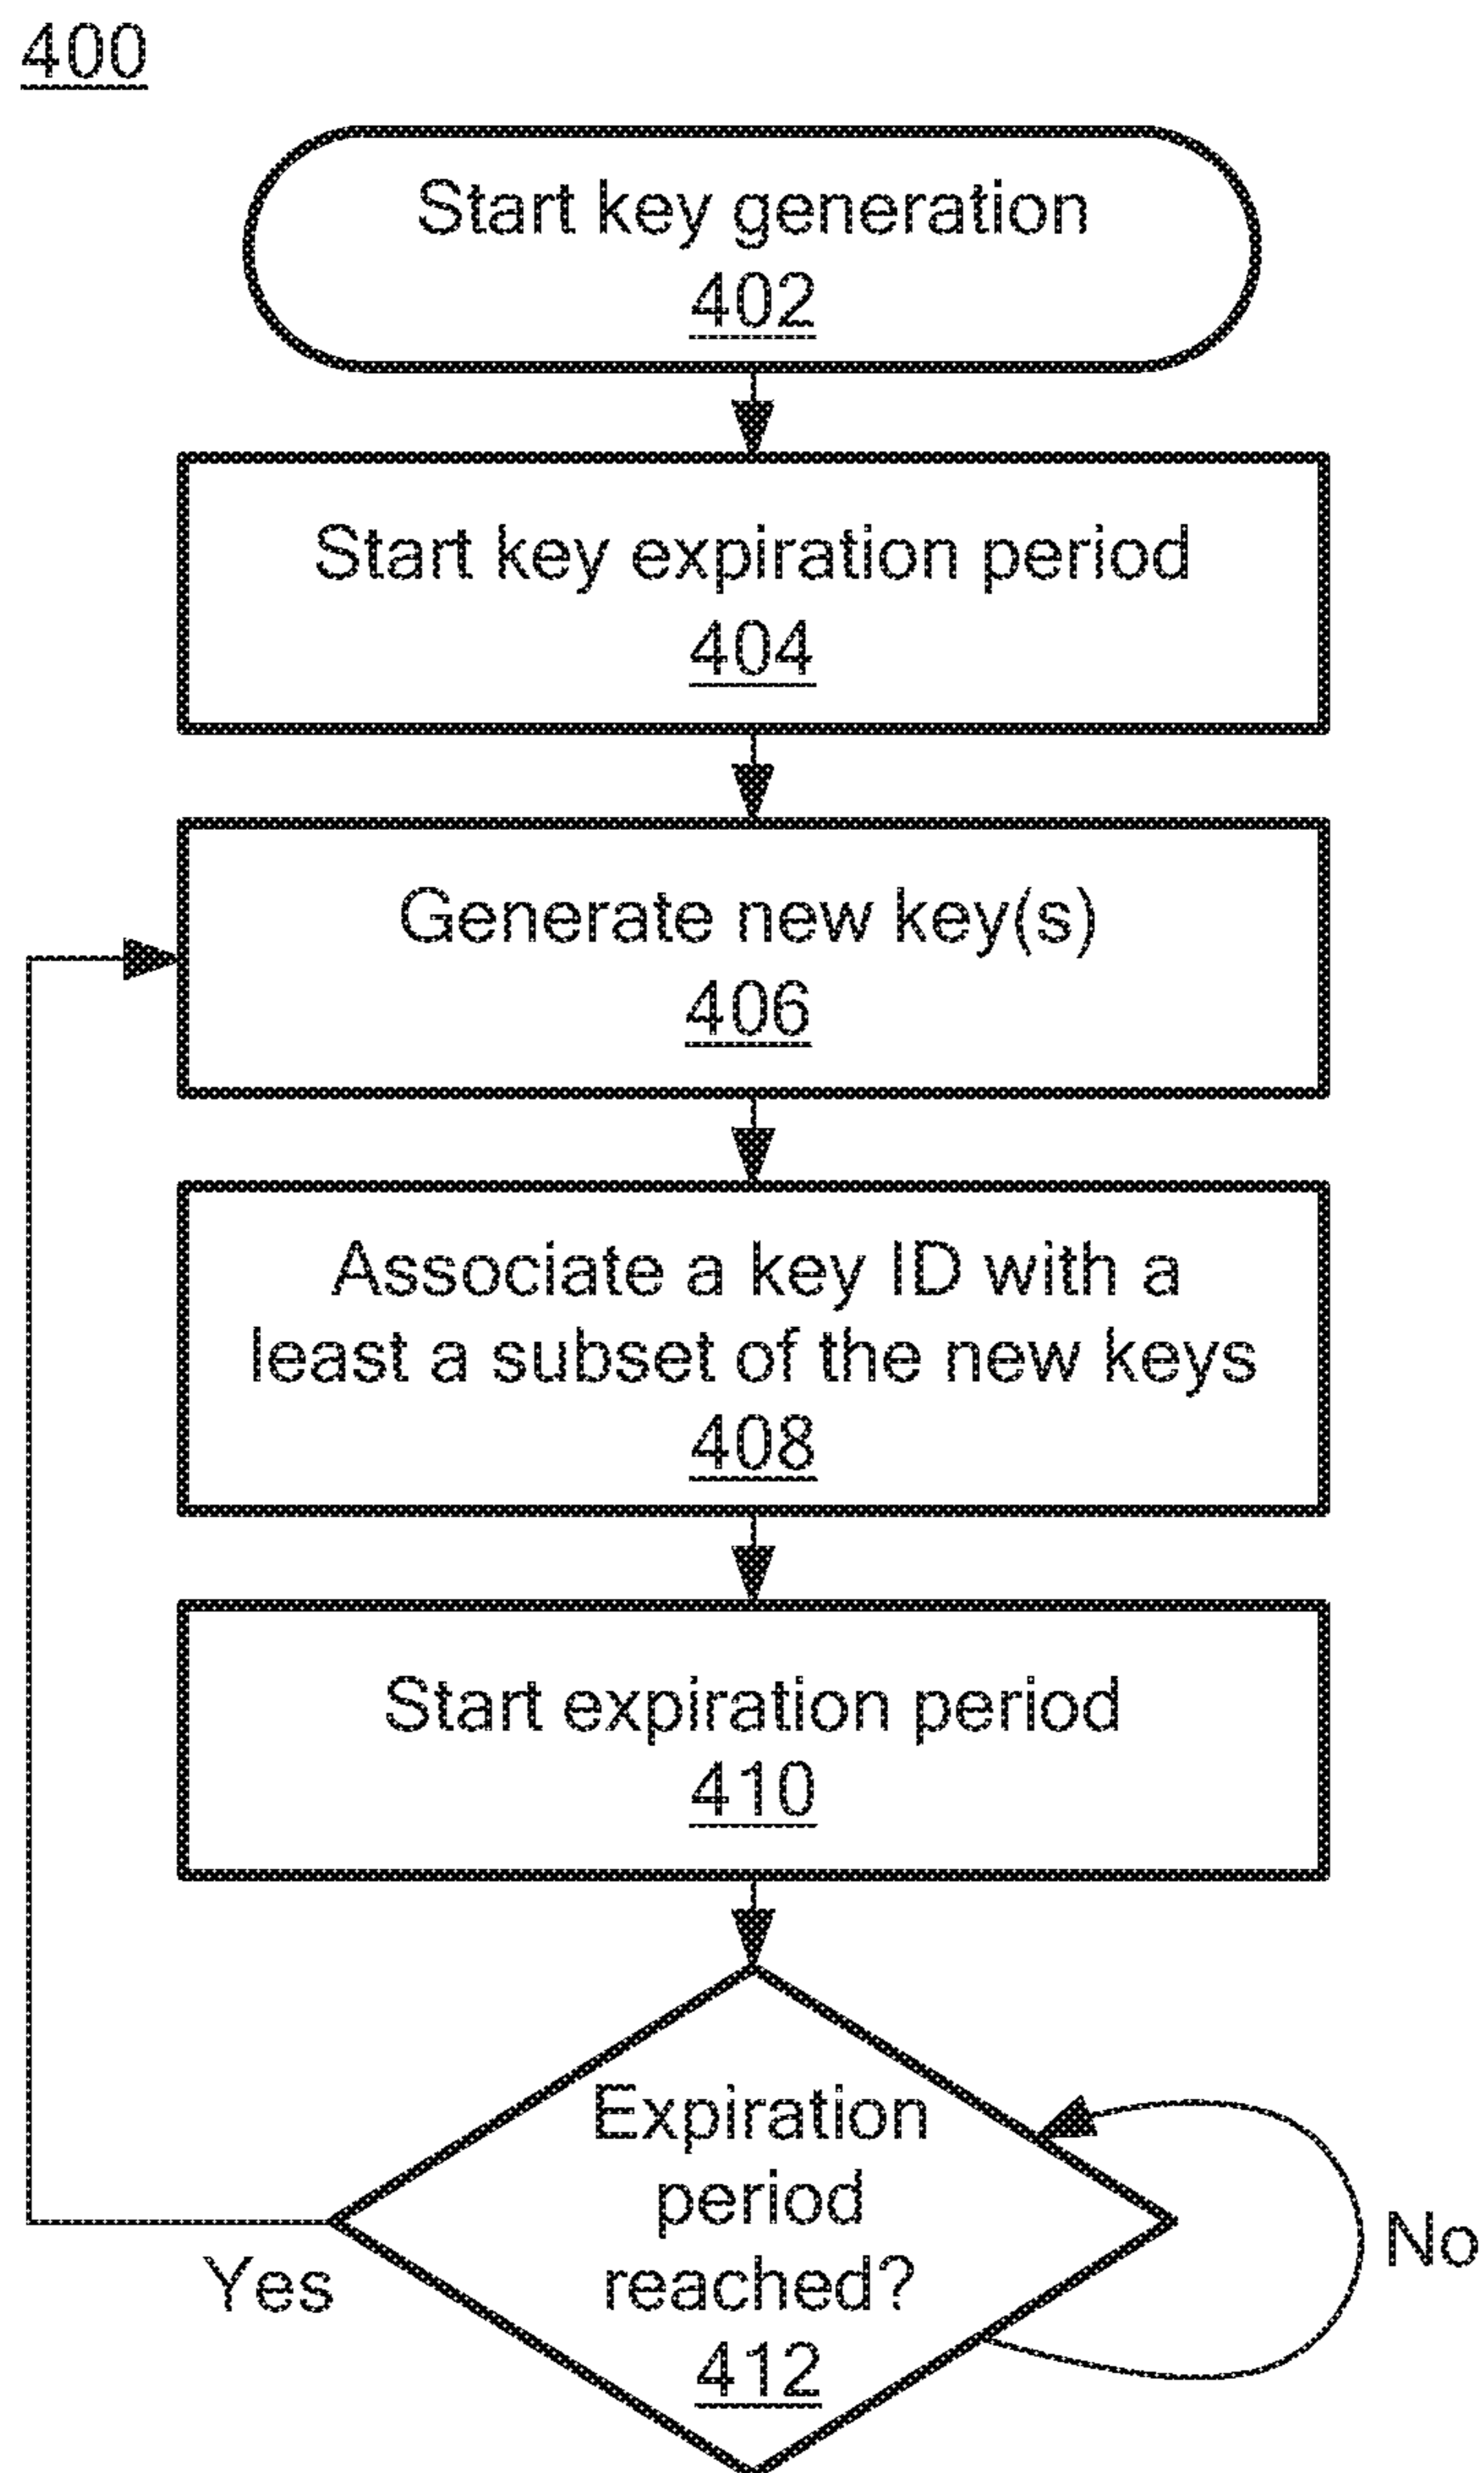 400
Start key generation
402
Start key expiration period
404
Generate new key(s)
406
Associate a key ID with a
least a subset of the new keys
408
Start expiration period
410
Expiration
period
reached?
412
Yes
No